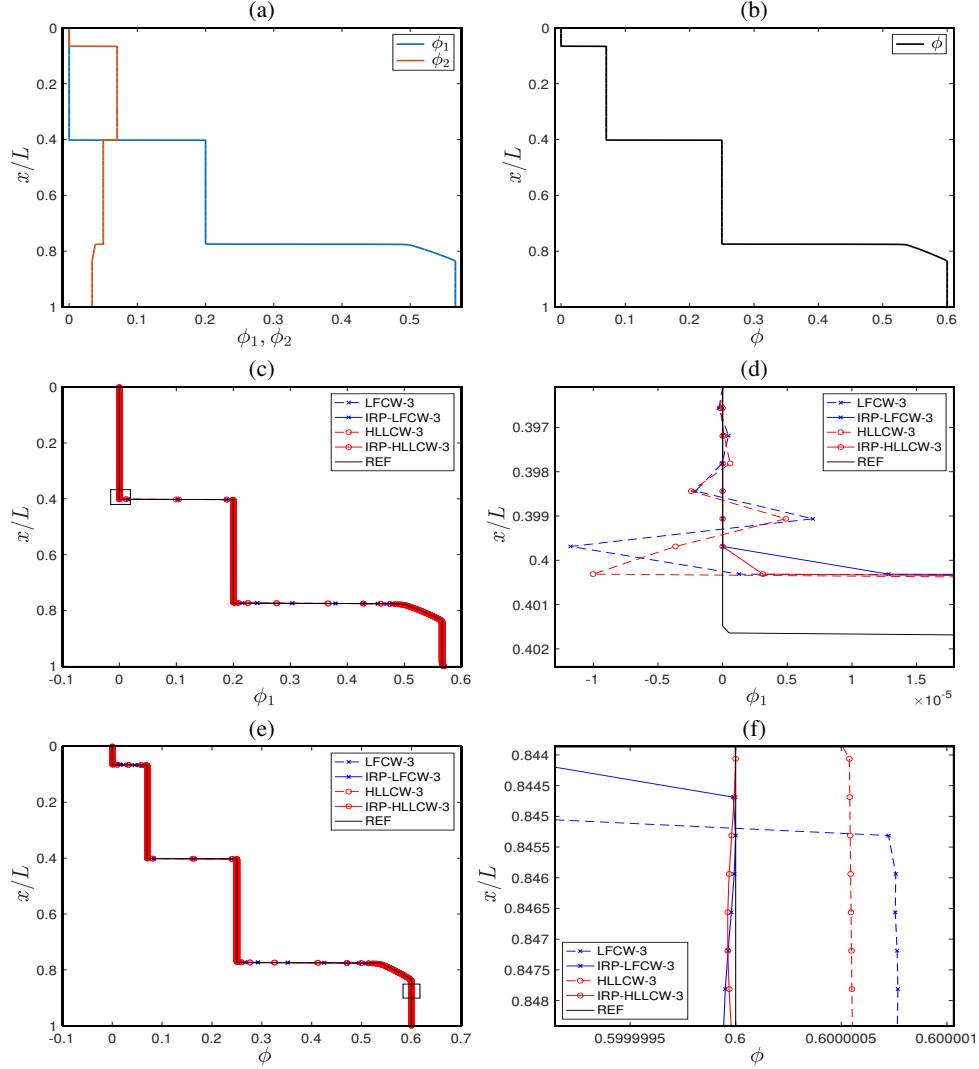 (a)
0
0.2
0.4
0.6
0.8
1
x/L
0
0.1
0.2
0.3
0.4
0.5
ϕ₁, ϕ₂
ϕ₁
ϕ₂
(b)
0
0.2
0.4
0.6
0.8
1
x/L
0
0.1
0.2
0.3
0.4
0.5
0.6
ϕ
ϕ
(c)
0
0.2
0.4
0.6
0.8
1
x/L
-0.1
0
0.1
0.2
0.3
0.4
0.5
0.6
ϕ₁
LFCW-3
IRP-LFCW-3
HLLCW-3
IRP-HLLCW-3
REF
(d)
0.397
0.398
0.399
0.4
0.401
0.402
x/L
-1
-0.5
0
0.5
1
1.5
×10⁻⁵
ϕ₁
LFCW-3
IRP-LFCW-3
HLLCW-3
IRP-HLLCW-3
REF
(e)
0
0.2
0.4
0.6
0.8
1
x/L
-0.1
0
0.1
0.2
0.3
0.4
0.5
0.6
0.7
ϕ
LFCW-3
IRP-LFCW-3
HLLCW-3
IRP-HLLCW-3
REF
(f)
0.844
0.8445
0.845
0.8455
0.846
0.8465
0.847
0.8475
0.848
x/L
0.5999995
0.6
0.6000005
0.600001
ϕ
LFCW-3
IRP-LFCW-3
HLLCW-3
IRP-HLLCW-3
REF